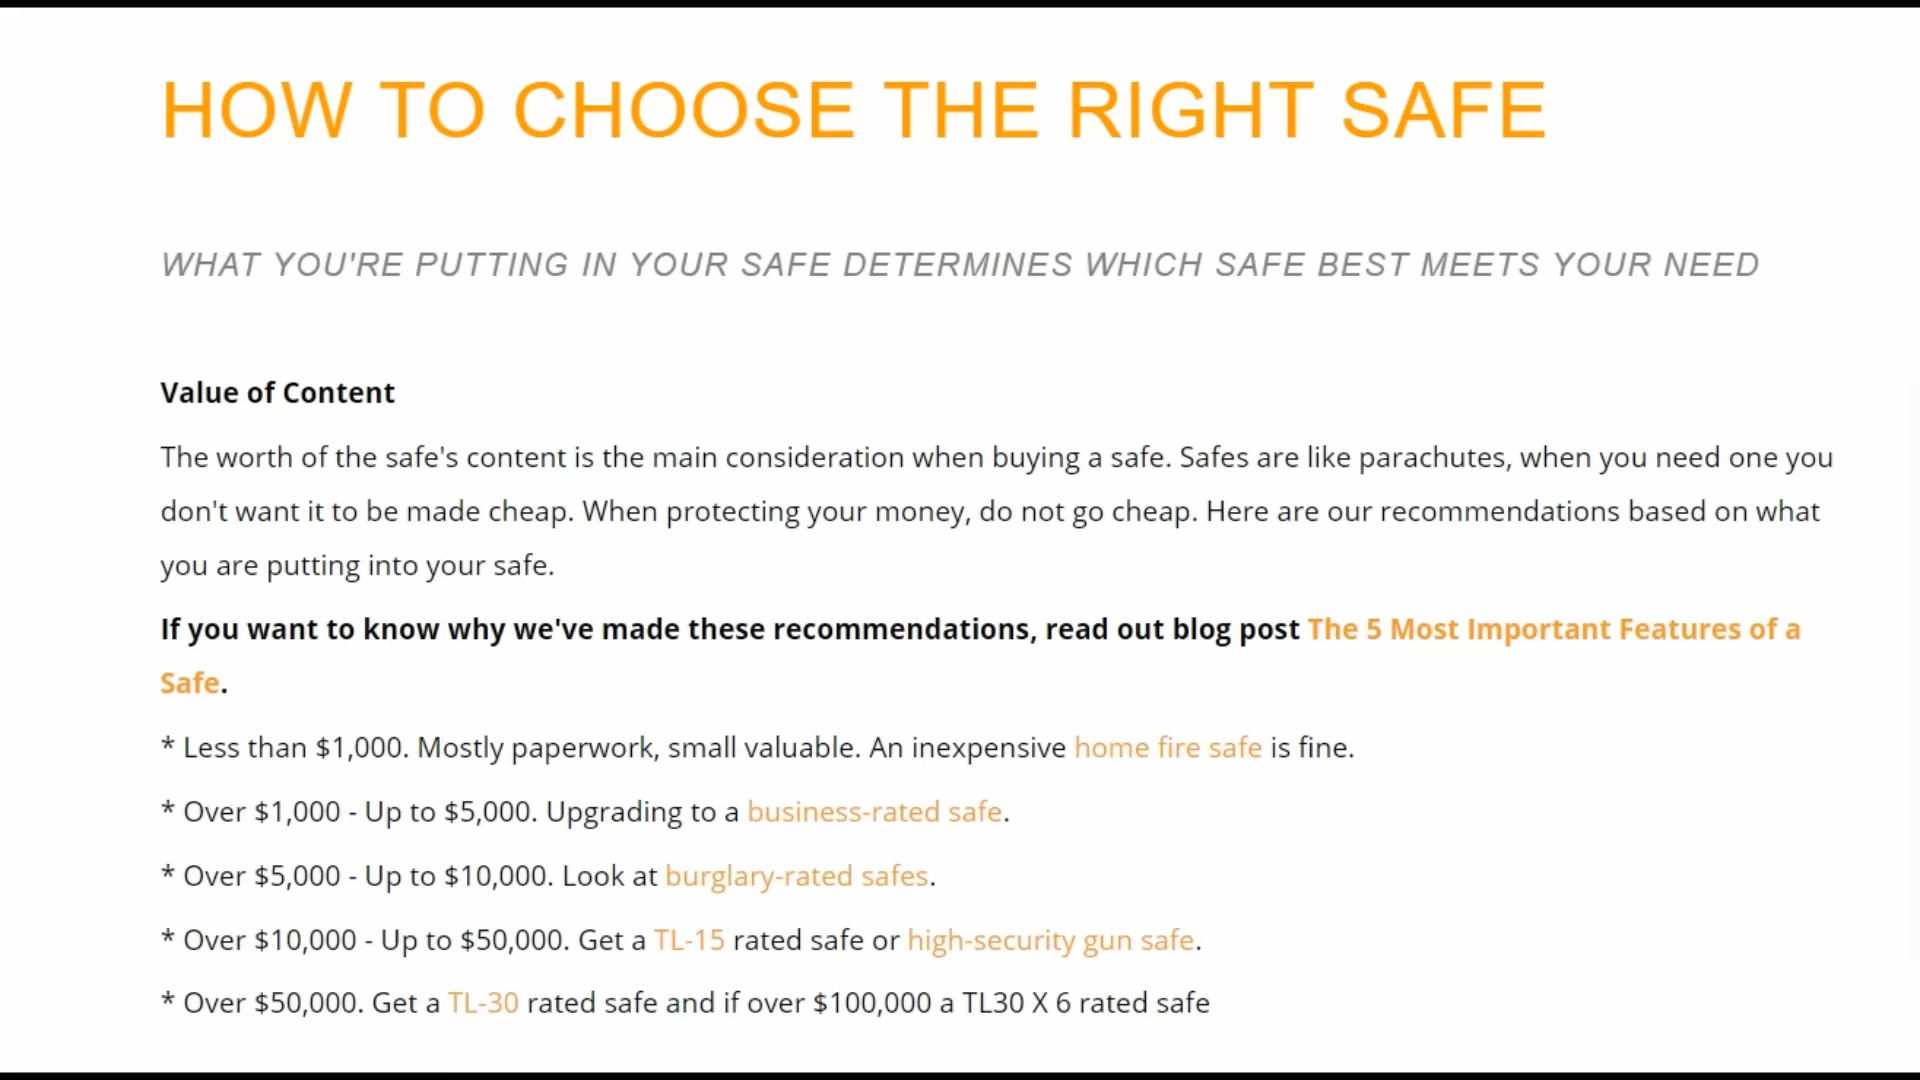 HOW TO CHOOSE THE RIGHT SAFE
WHAT YOU'RE PUTTING IN YOUR SAFE DETERMINES WHICH SAFE BEST MEETS YOUR NEED
Value of Content
The worth of the safe's content is the main consideration when buying a safe. Safes are like parachutes, when you need one you
don't want it to be made cheap. When protecting your money, do not go cheap. Here are our recommendations based on what
you are putting into your safe.
If you want to know why we've made these recommendations, read out blog post The 5 Most Important Features of a
Safe.
* Less than $1,000. Mostly paperwork, small valuable. An inexpensive home fire safe is fine.
* Over $1,000 - Up to $5,000. Upgrading to a business-rated safe.
* Over $5,000 - Up to $10,000. Look at burglary-rated safes.
* Over $10,000 - Up to $50,000. Get a TL-15 rated safe or high-security gun safe.
* Over $50,000. Get a TL-30 rated safe and if over $100,000 a TL30 X 6 rated safe